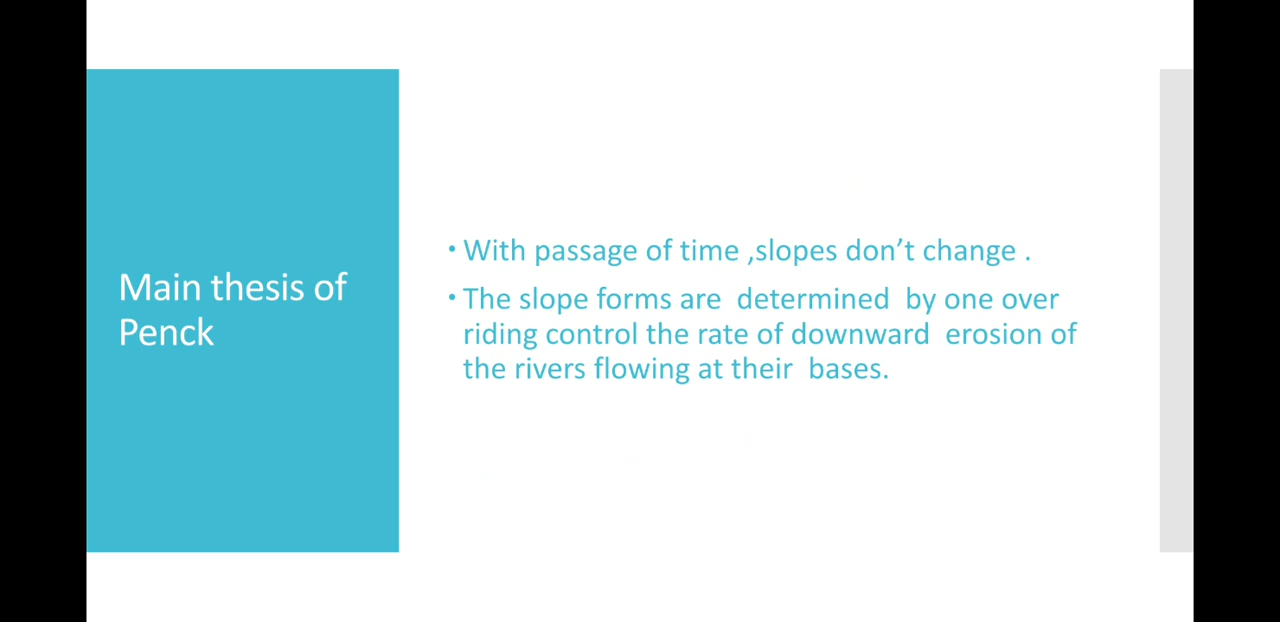 Main thesis of
Penck
• With passage of time ,slopes don’t change .
• The slope forms are  determined  by one over
riding control the rate of downward  erosion of
the rivers flowing at their  bases.